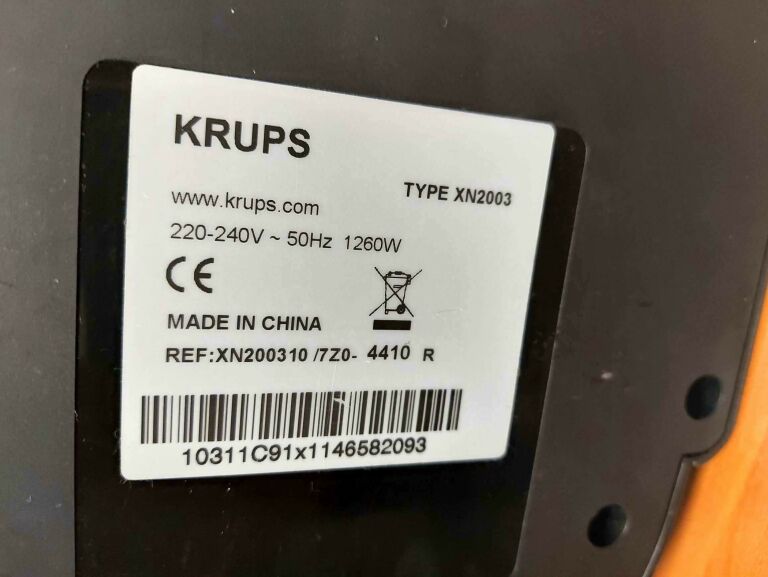 KRUPS
TYPE XN2003
www.krups.com
220-240V ~ 50Hz 1260W
CE
MADE IN CHINA
REF:XN200310 /7Z0- 4410 R
10311C91x1146582093